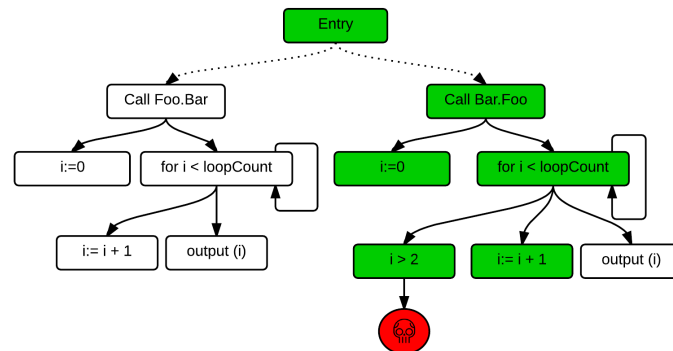 Entry
Call Foo.Bar
Call Bar.Foo
i:=0
for i < loopCount
i:=0
for i < loopCount
i:= i + 1
output (i)
i > 2
i:= i + 1
output (i)